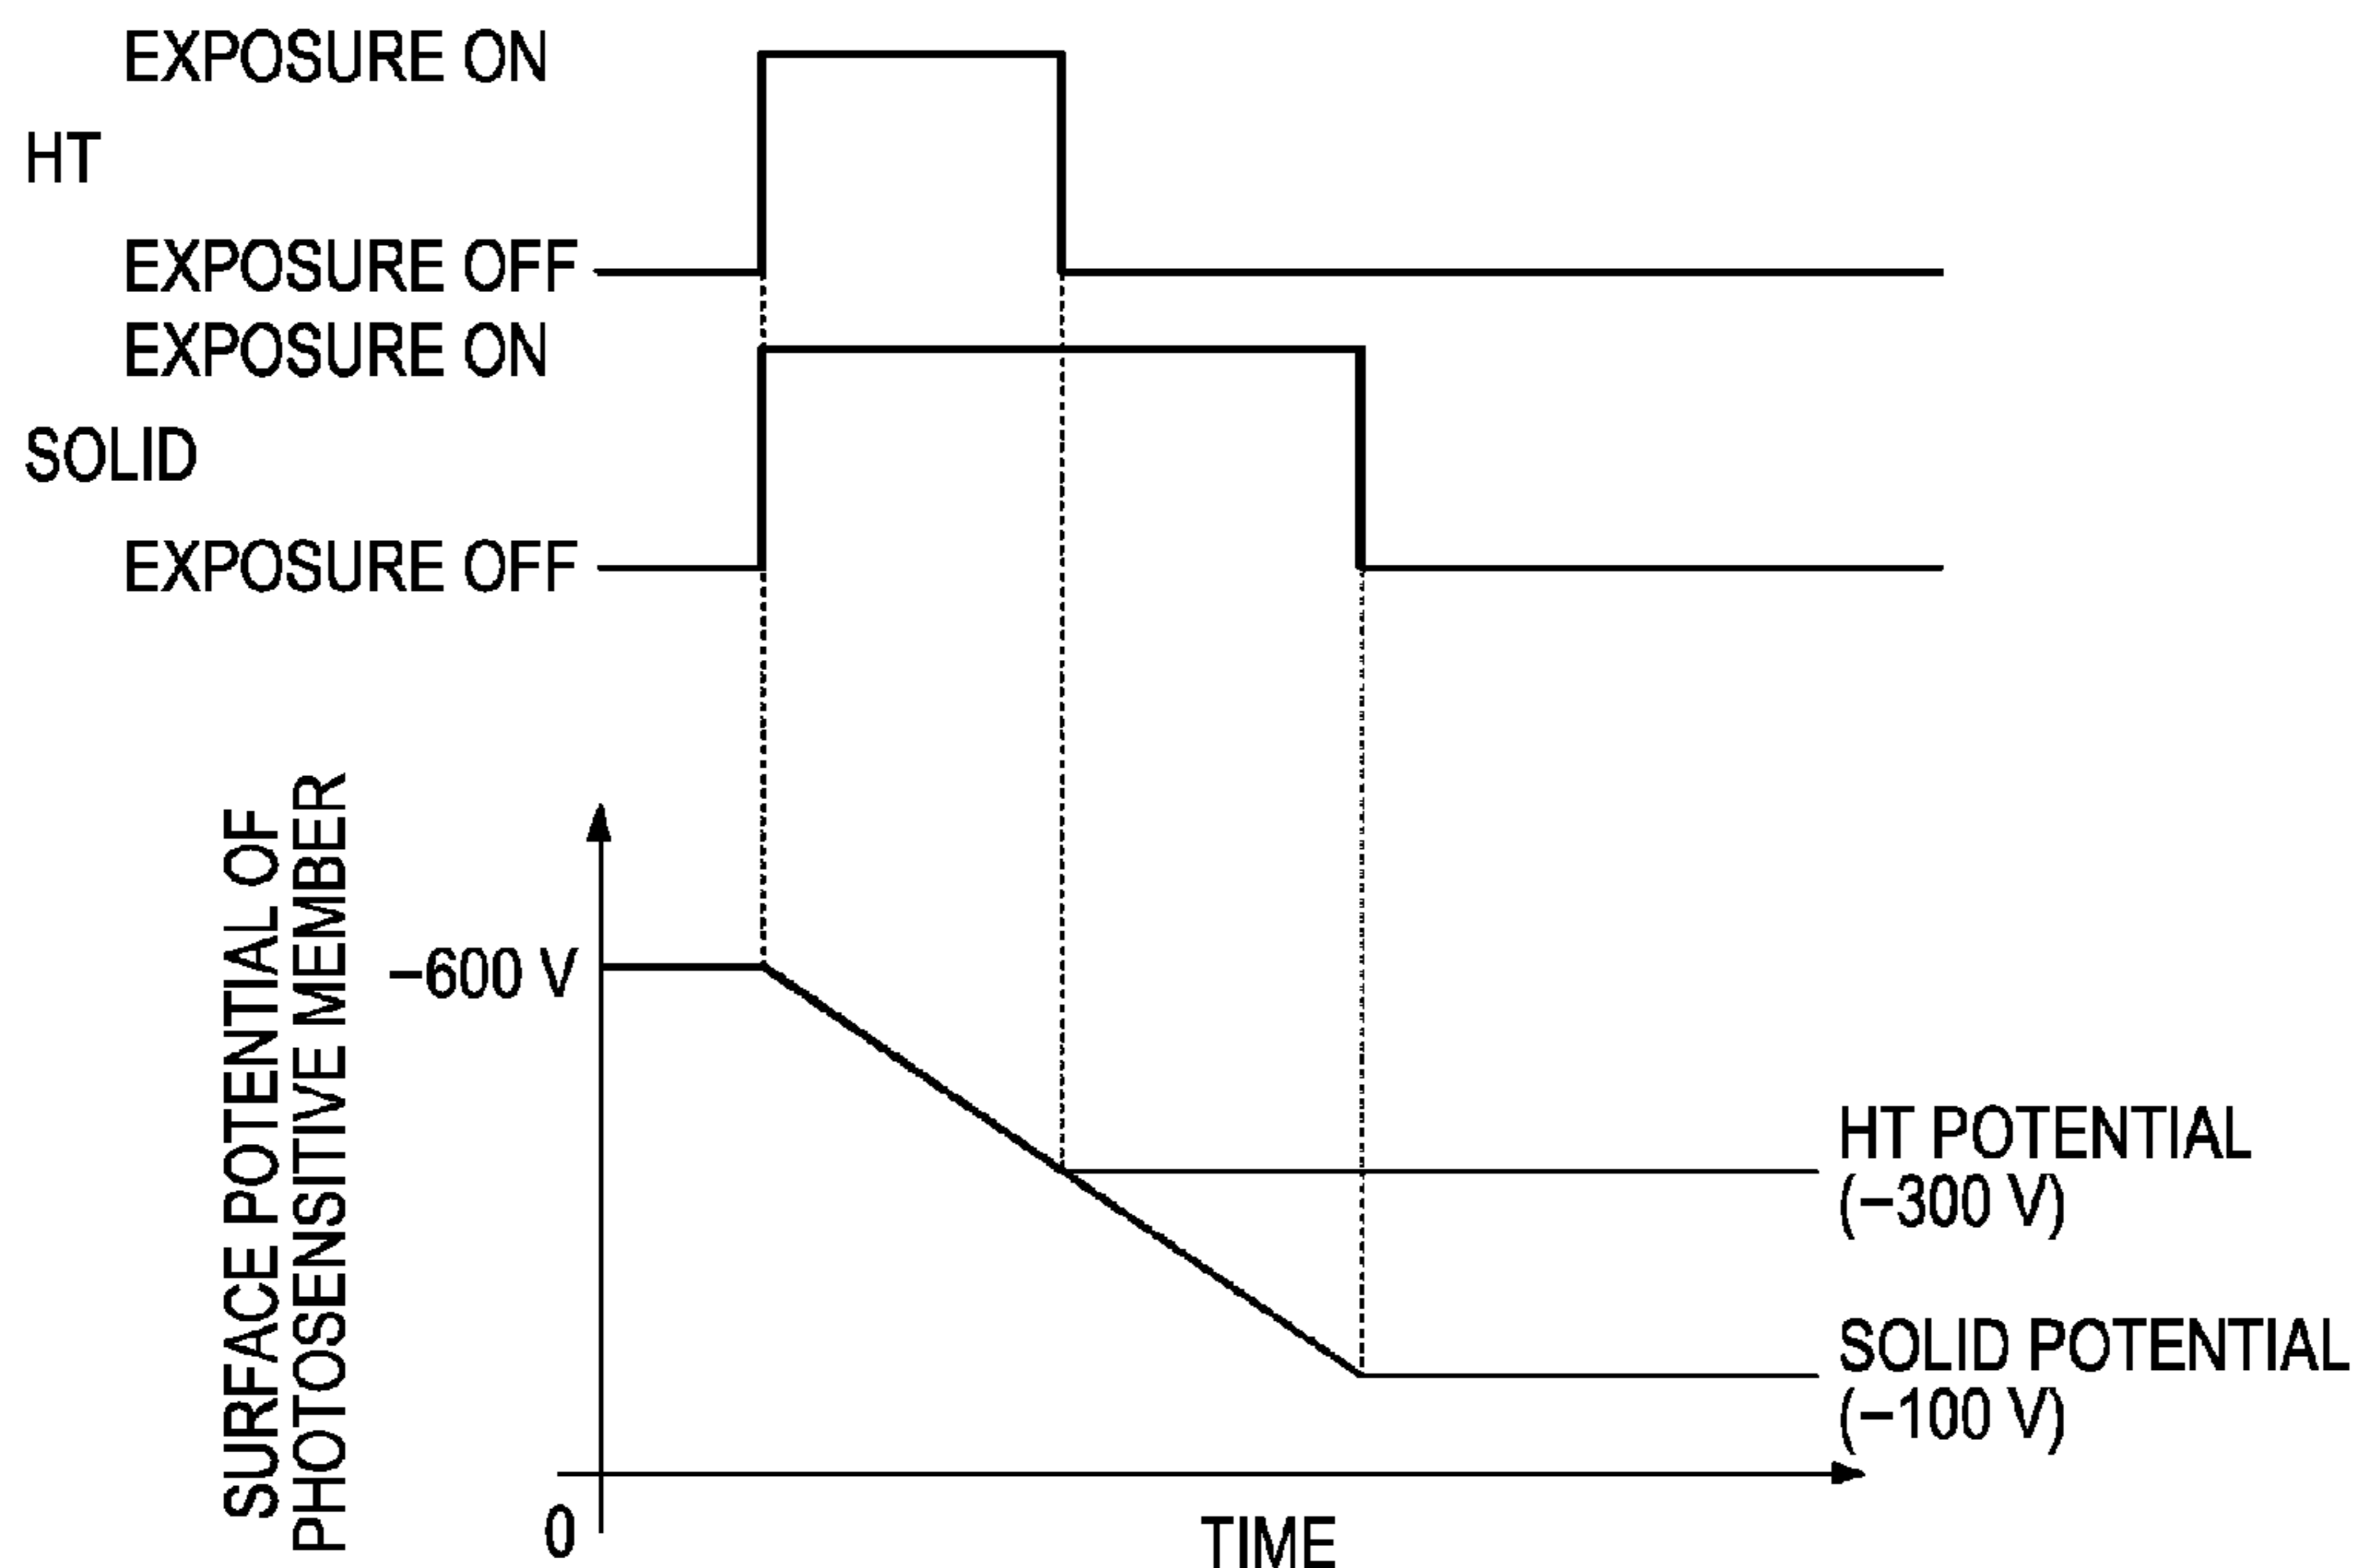 EXPOSURE ON
HT
EXPOSURE OFF
EXPOSURE ON
SOLID
EXPOSURE OFF
SURFACE POTENTIAL OF
PHOTOSENSITIVE MEMBER
−600 V
HT POTENTIAL
(−300 V)
SOLID POTENTIAL
(−100 V)
0
TIME